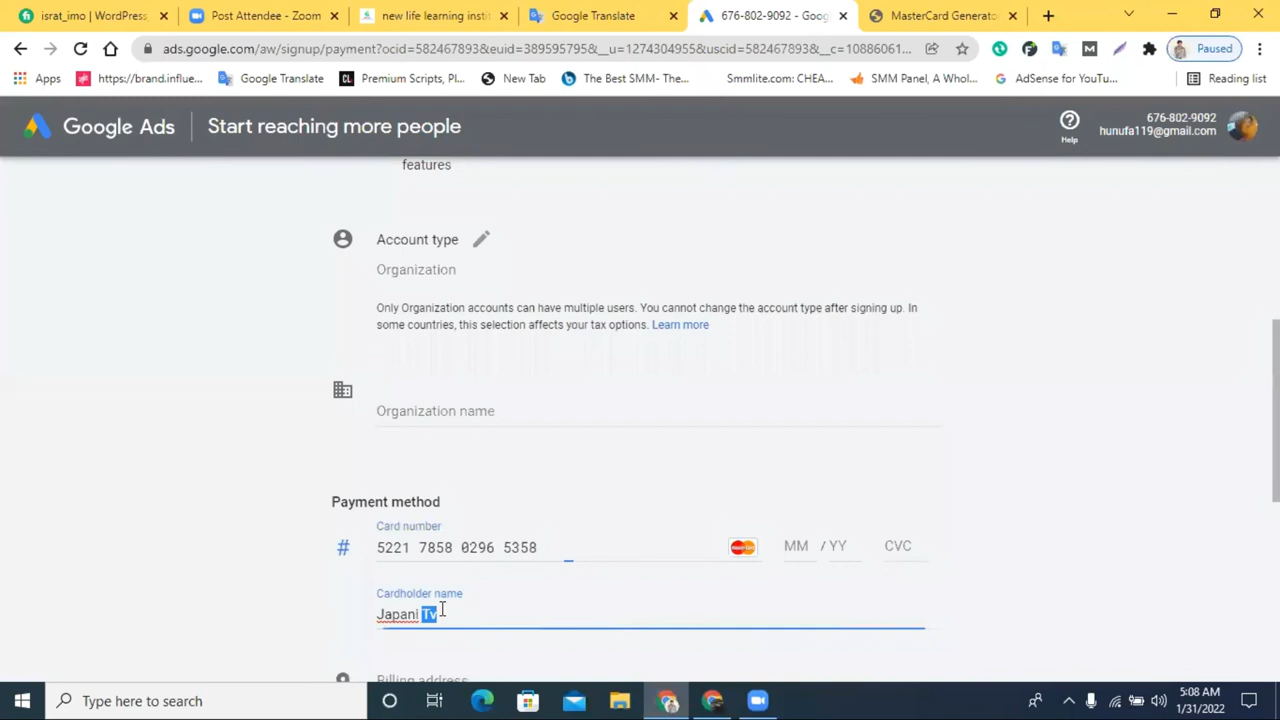 israt_imo | WordPress
Post Attendee - Zoom
new life learning instit
Google Translate
676-802-9092 - Goog
MasterCard Generato
ads.google.com/aw/signup/payment?ocid=582467893&euid=389595795&__u=1274304955&uscid=582467893&__c=10886061...
Paused
Apps
https://brand.influe...
Google Translate
Premium Scripts, Pl...
New Tab
The Best SMM- The...
Smmlite.com: CHEA...
SMM Panel, A Whol...
AdSense for YouTu...
Reading list
Google Ads
Start reaching more people
Help
676-802-9092
hunufa119@gmail.com
features
Account type
Organization
Only Organization accounts can have multiple users. You cannot change the account type after signing up. In
some countries, this selection affects your tax options. Learn more
Organization name
Payment method
Card number
# 5221 7858 0296 5358
MM / YY
CVC
Cardholder name
Japani Tv
Billing address
Type here to search
5:08 AM
1/31/2022